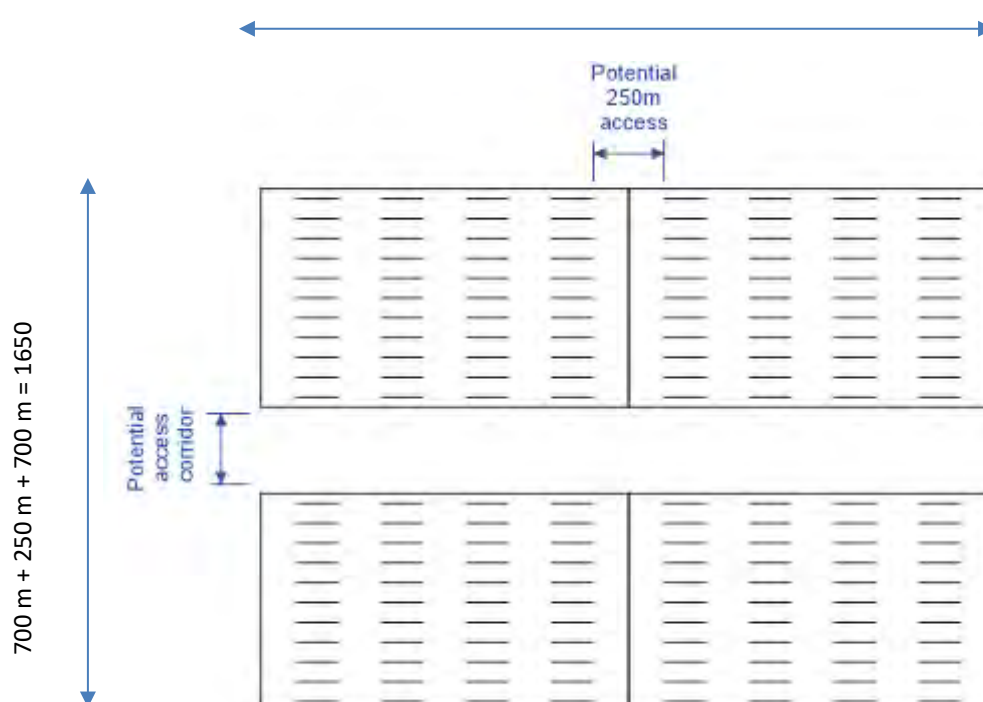 Potential
250m
access
700 m + 250 m + 700 m = 1650
Potential
access
corridor